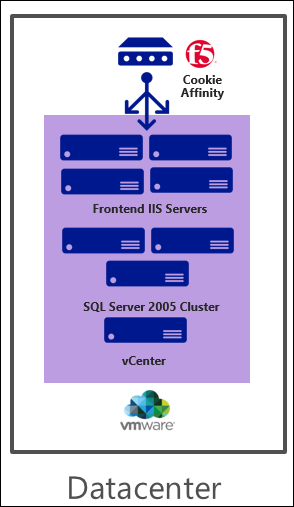 f5
Cookie
Affinity
Frontend IIS Servers
SQL Server 2005 Cluster
vCenter
vmware
Datacenter